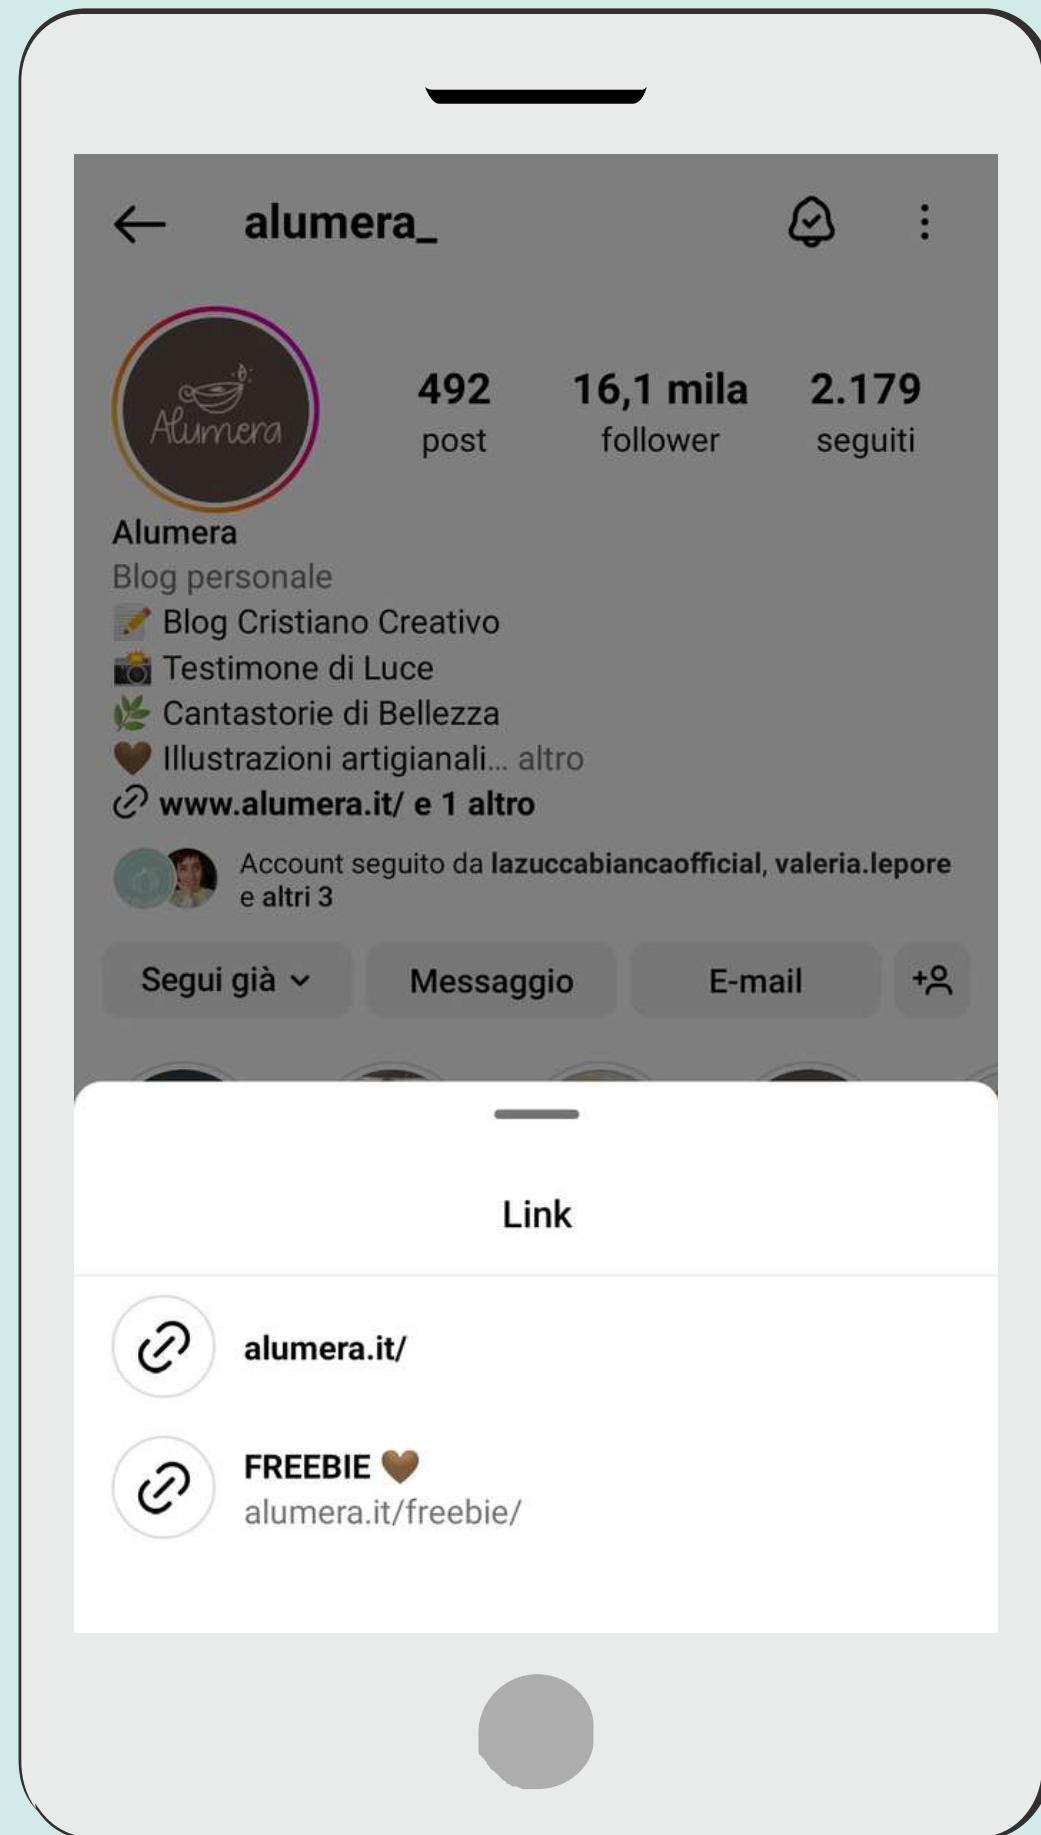 alumera_
Alumera
492
post
16,1 mila
follower
2.179
seguiti
Alumera
Blog personale
📝 Blog Cristiano Creativo
📸 Testimone di Luce
🌿 Cantastorie di Bellezza
🤎 Illustrazioni artigianali... altro
www.alumera.it/ e 1 altro
Account seguito da lazuccabiancaofficial, valeria.lepore
e altri 3
Segui già
Messaggio
E-mail
Link
alumera.it/
FREEBIE 🤎
alumera.it/freebie/